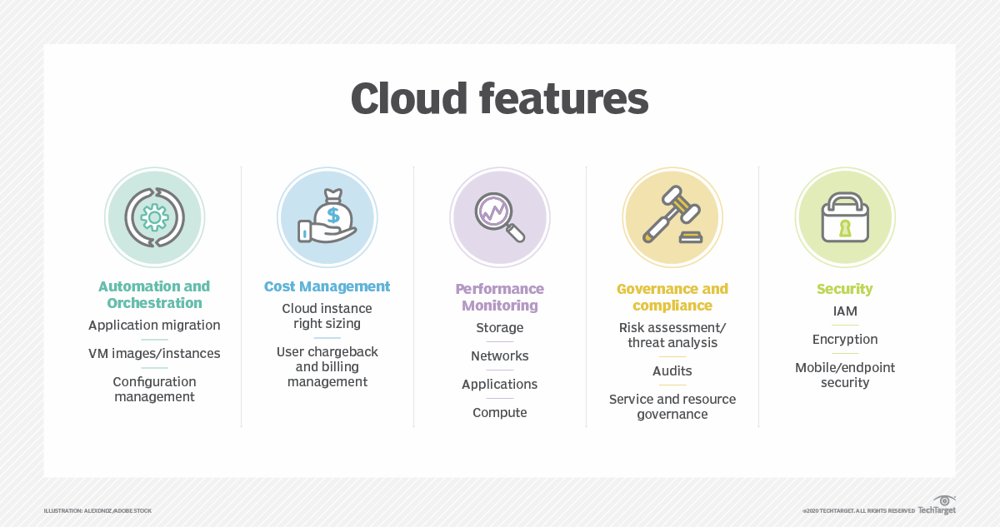 Cloud features
Automation and
Orchestration
Application migration
VM images/instances
Configuration
management
Cost Management
$
Cloud instance
right sizing
User chargeback
and billing
management
Performance
Monitoring
Storage
Networks
Applications
Compute
Governance and
compliance
Risk assessment/
threat analysis
Audits
Service and resource
governance
Security
IAM
Encryption
Mobile/endpoint
security
ILLUSTRATION: ALEXDNDZ/ADOBE STOCK
©2020 TECHTARGET. ALL RIGHTS RESERVED TechTarget